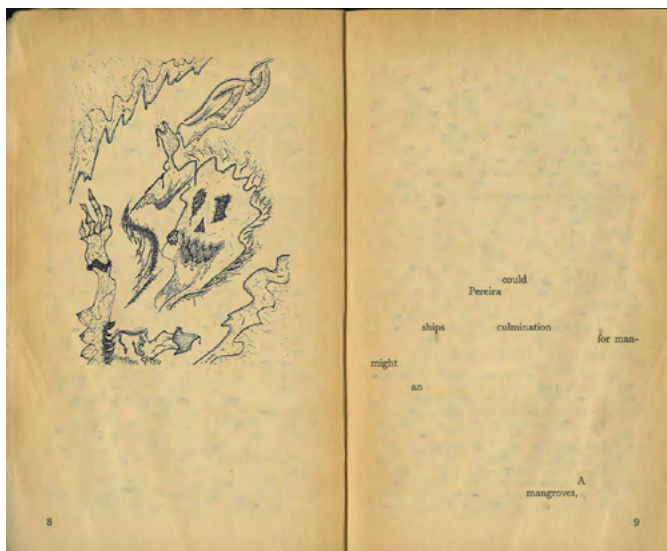 could
Pereira
ships culmination
for man-
might
an
A
mangroves,
8
9